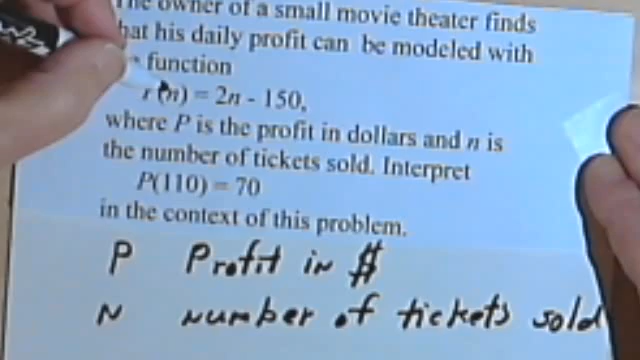 The owner of a small movie theater finds
that his daily profit can be modeled with
function
(n) = 2n - 150,
where P is the profit in dollars and n is
the number of tickets sold. Interpret
P(110) = 70
in the context of this problem.
P Profit in $
N number of tickets sold